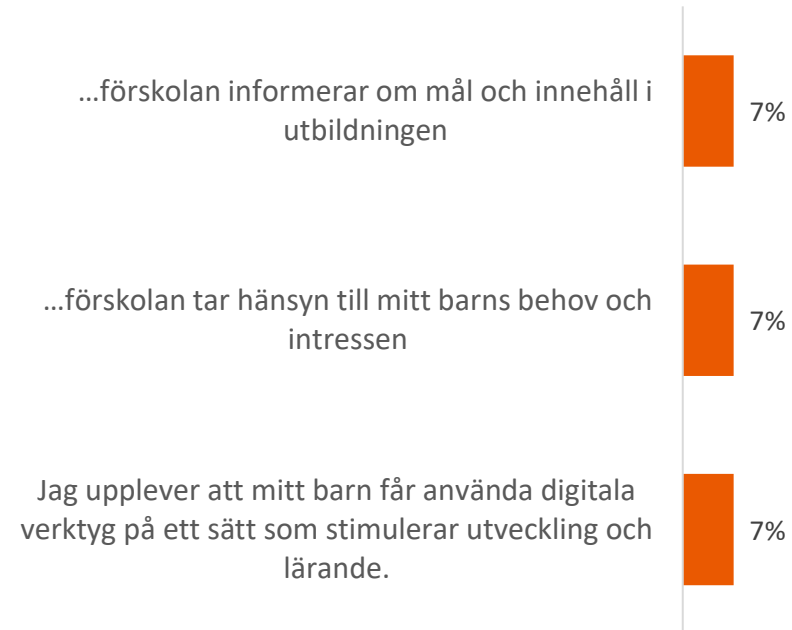 …förskolan informerar om mål och innehåll i
utbildningen
7%
…förskolan tar hänsyn till mitt barns behov och
intressen
7%
Jag upplever att mitt barn får använda digitala
verktyg på ett sätt som stimulerar utveckling och
lärande.
7%